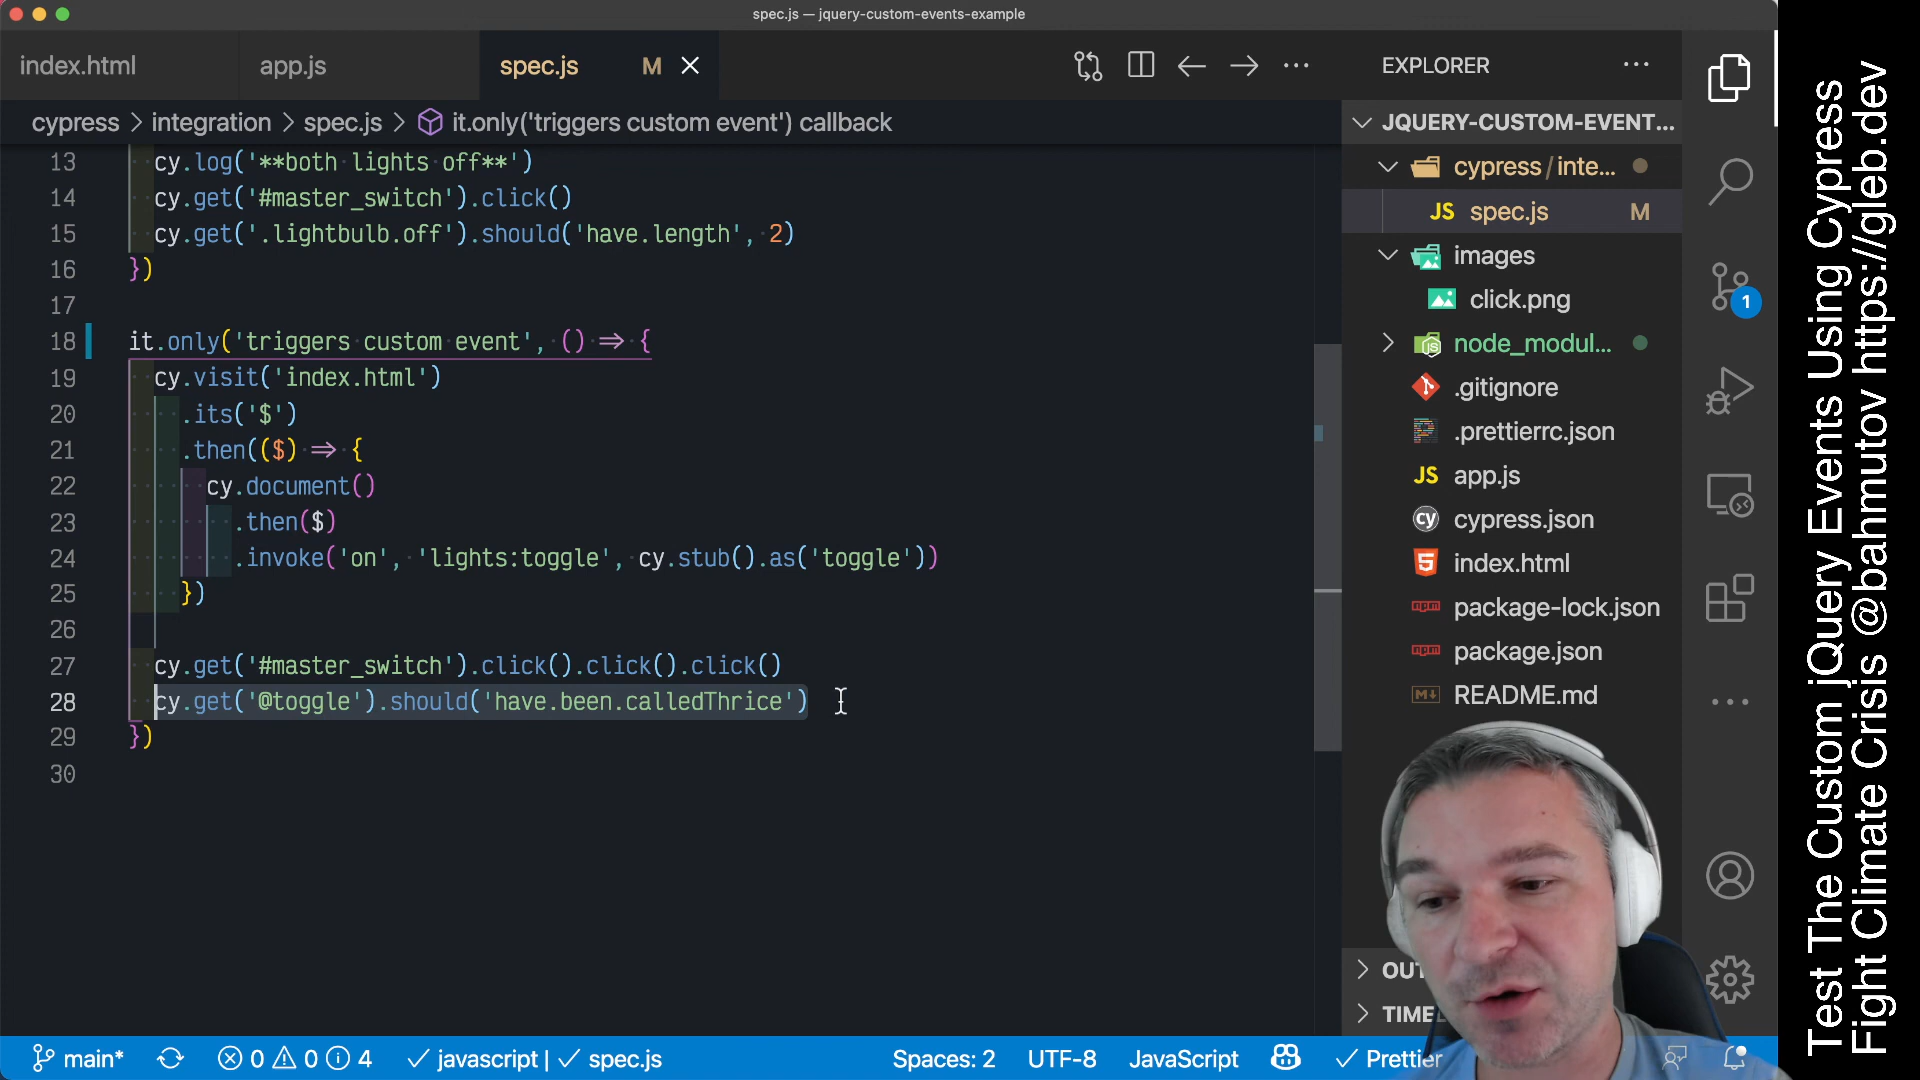 spec.js — jquery-custom-events-example
index.html
app.js
spec.js M
EXPLORER
cypress > integration > spec.js > it.only('triggers custom event') callback
13 cy.log('**both lights off**')
14 cy.get('#master_switch').click()
15 cy.get('.lightbulb.off').should('have.length', 2)
16 })
17
18 it.only('triggers custom event', () => {
19 cy.visit('index.html')
20 .its('$')
21 .then(($) => {
22 cy.document()
23 .then($)
24 .invoke('on', 'lights:toggle', cy.stub().as('toggle'))
25 })
26
27 cy.get('#master_switch').click().click().click()
28 cy.get('@toggle').should('have.been.calledThrice')
29 })
30
JQUERY-CUSTOM-EVENT...
cypress / inte...
JS spec.js M
images
click.png
node_modul...
.gitignore
.prettierrc.json
JS app.js
cy cypress.json
5 index.html
npm package-lock.json
npm package.json
M README.md
1
main* 0 0 4 javascript | spec.js
Spaces: 2 UTF-8 JavaScript Prettier
Test The Custom jQuery Events Using Cypress
Fight Climate Crisis @bahmutov https://gleb.dev